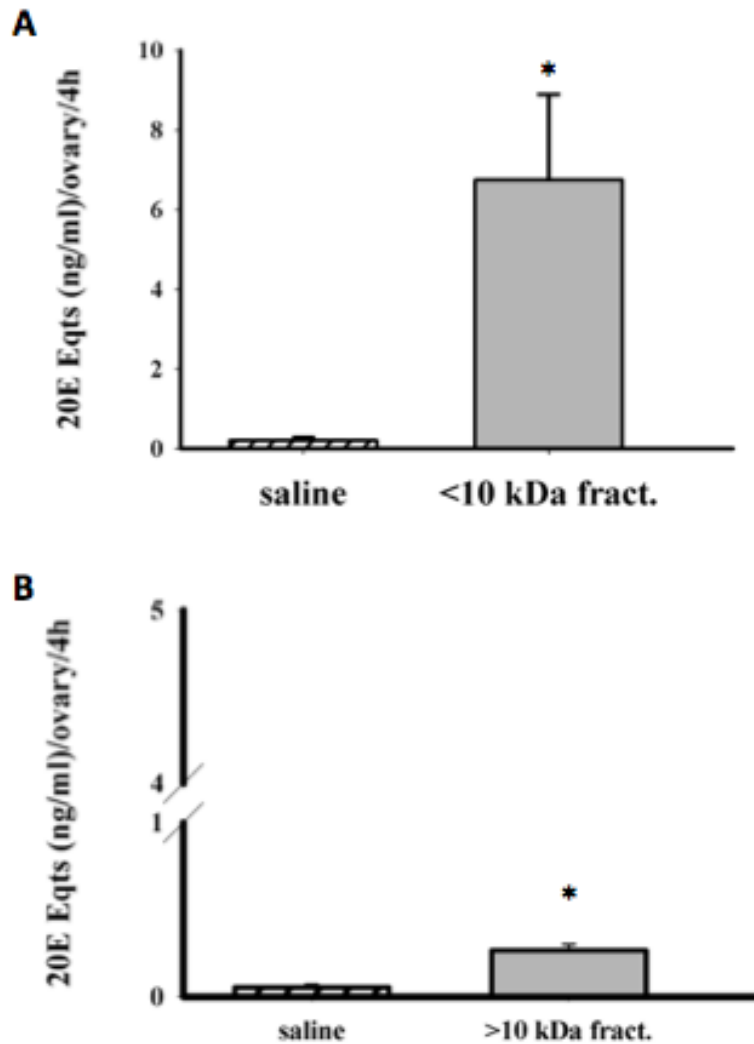 A
20E Eqts (ng/ml)/ovary/4h
10
8
6
4
2
0
*
saline <10 kDa fract.
B
20E Eqts (ng/ml)/ovary/4h
5
4
1
0
*
saline >10 kDa fract.